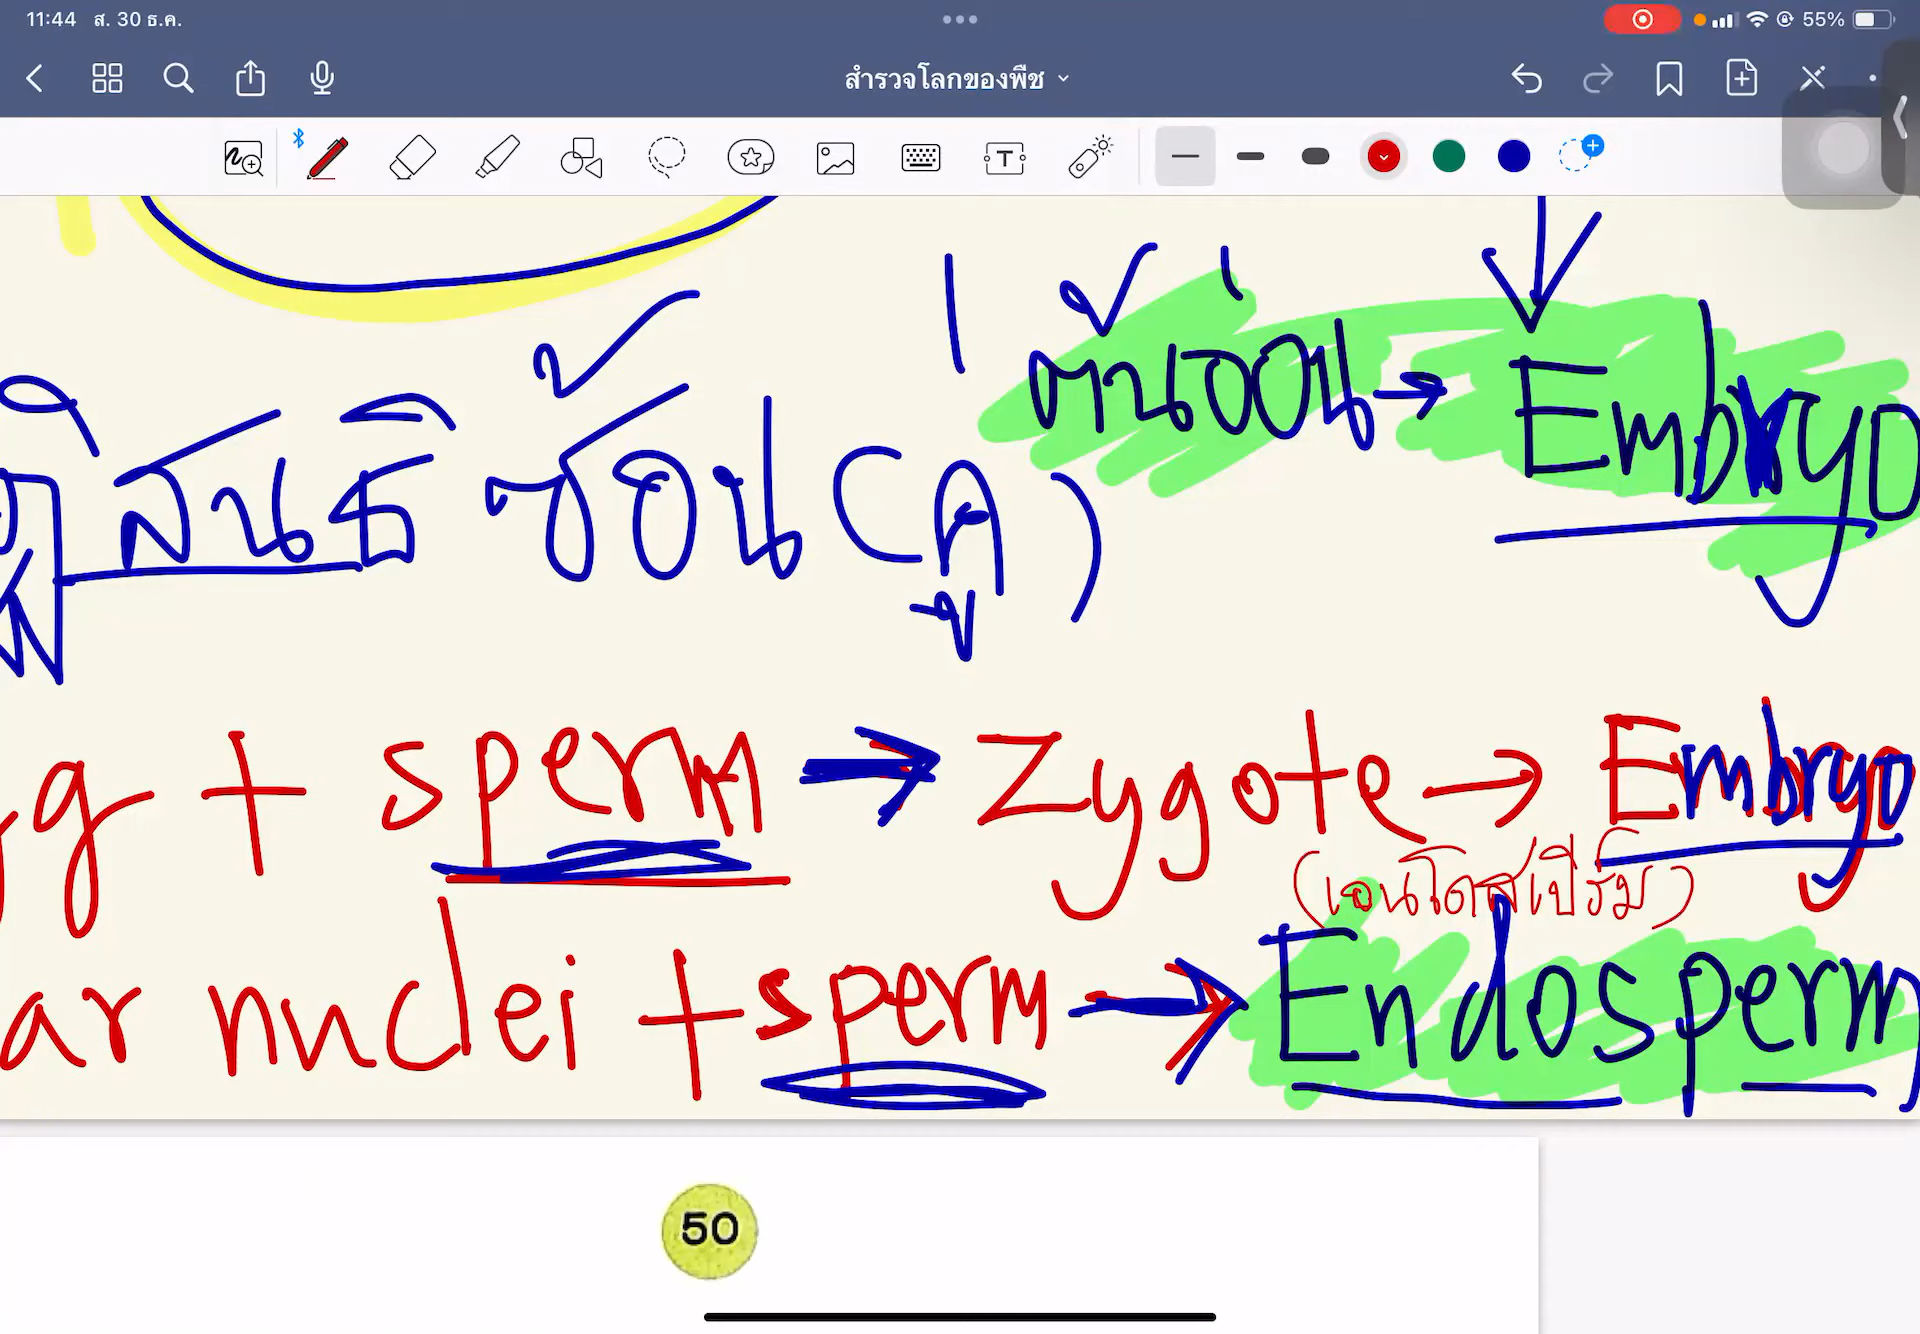 11:44 ส. 30 ธ.ค.
55%
สำรวจโลกของพืช
T
ต้นอ่อน → Embryo
ปฏิสนธิ ซ้อน (คู่)
g + sperm → Zygote → Embryo
(เอนโดสเปิร์ม)
ar nuclei + sperm → Endosperm
50